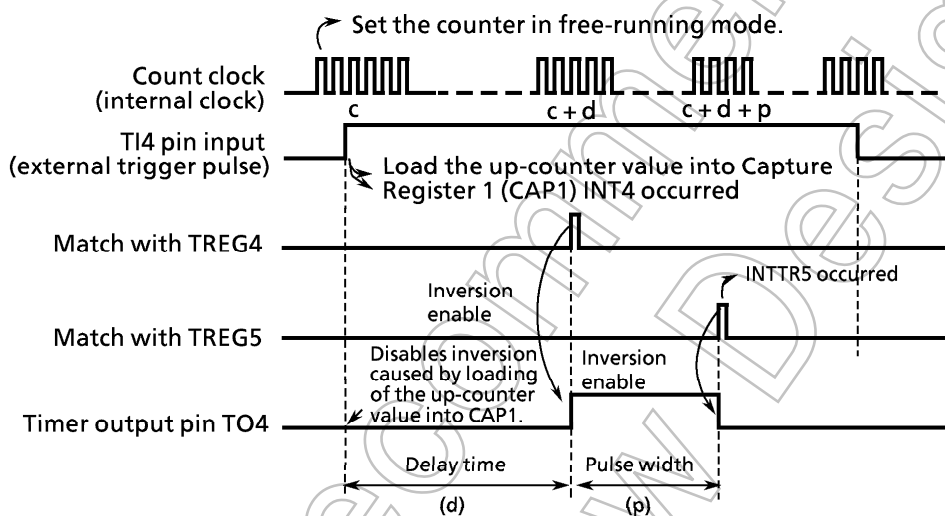 Set the counter in free-running mode.
Count clock
(internal clock)
c
c + d
c + d + p
TI4 pin input
(external trigger pulse)
Load the up-counter value into Capture
Register 1 (CAP1) INT4 occurred
Match with TREG4
Inversion
enable
INTTR5 occurred
Match with TREG5
Disables inversion
caused by loading
of the up-counter
value into CAP1.
Inversion
enable
Timer output pin TO4
Delay time
Pulse width
(d)
(p)